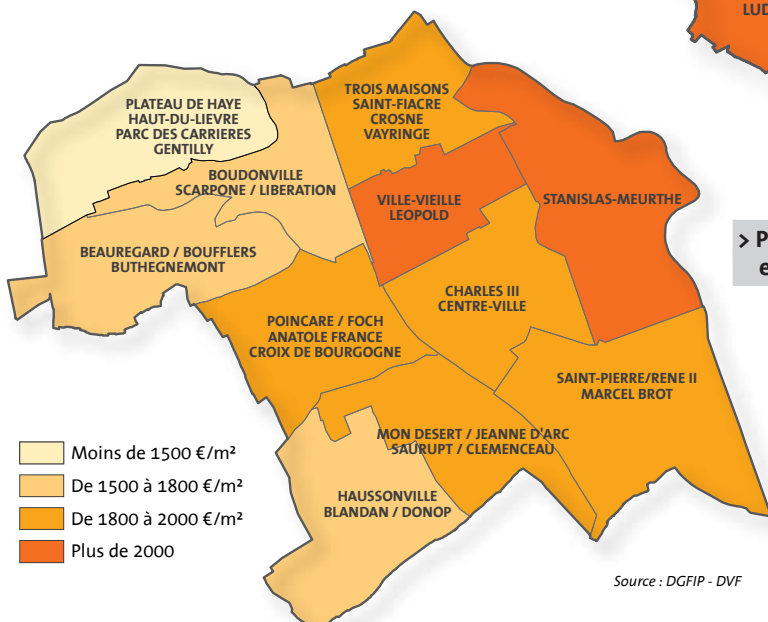 LUD
TROIS MAISONS
SAINT-FIACRE
CROSNE
VAYRINGE
PLATEAU DE HAYE
HAUT-DU-LIEVRE
PARC DES CARRIERES
GENTILLY
BOUDONVILLE
SCARPONE / LIBERATION
VILLE-VIEILLE
LEOPOLD
STANISLAS-MEURTHE
BEAUREGARD / BOUFFLERS
BUTHEGNEMONT
> P
e
CHARLES III
CENTRE-VILLE
POINCARE / FOCH
ANATOLE FRANCE
CROIX DE BOURGOGNE
SAINT-PIERRE/RENE II
MARCEL BROT
MON DESERT / JEANNE D'ARC
SAURUPT / CLEMENCEAU
HAUSSONVILLE
BLANDAN / DONOP
Moins de 1500 €/m²
De 1500 à 1800 €/m²
De 1800 à 2000 €/m²
Plus de 2000
Source : DGFIP - DVF